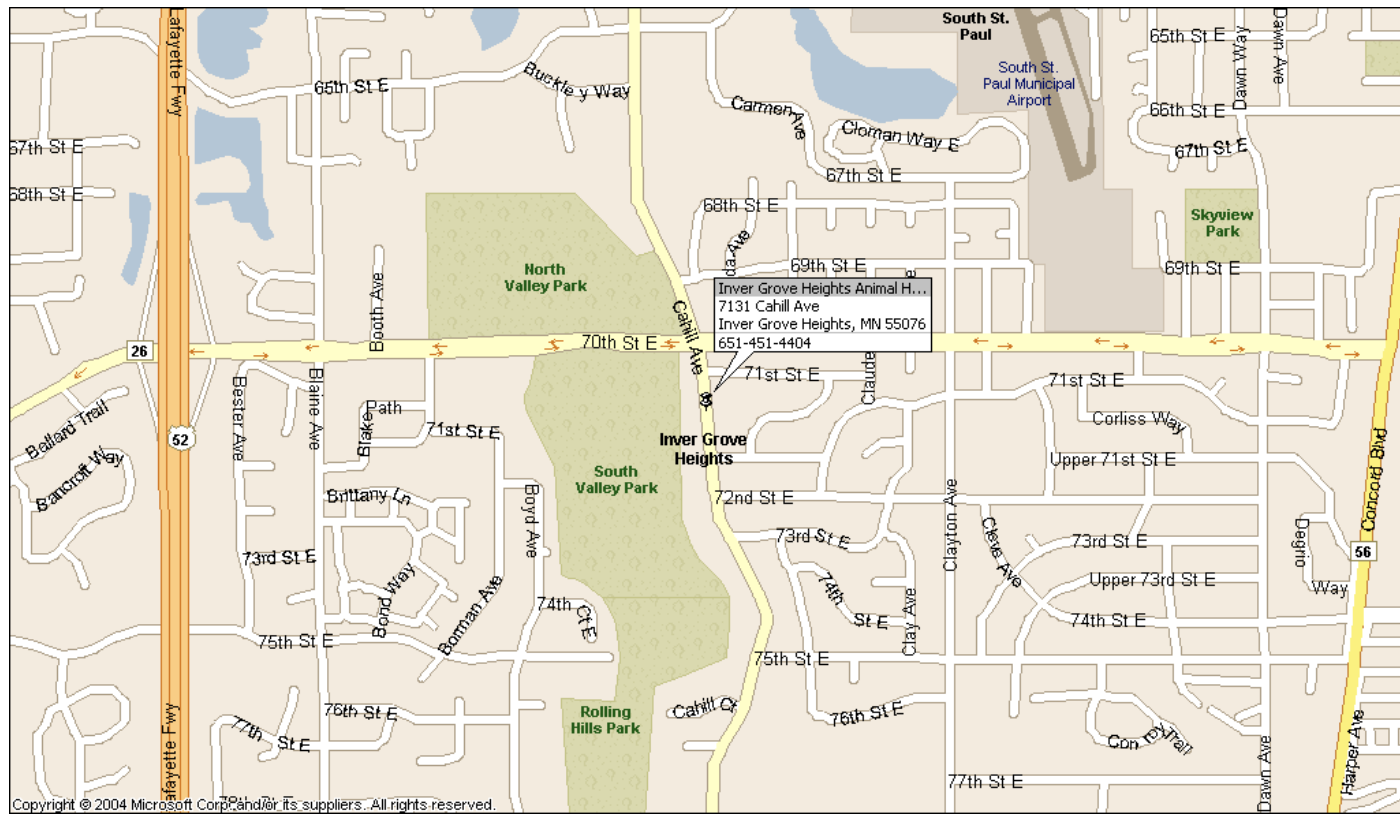 Lafayette Fwy
South St.
Paul
Dawn Way
Dawn Ave
65th St E
65th St E
Buckley Way
South St.
Paul Municipal
Airport
Carmen Ave
66th St E
Cloman Way E
67th St E
67th St E
67th St E
68th St E
68th St E
Skyview
Park
North
Valley Park
69th St E
69th St E
Booth Ave
Cahill Ave
Inver Grove Heights Animal H...
7131 Cahill Ave
Inver Grove Heights, MN 55076
651-451-4404
26
70th St E
71st St E
Claude
71st St E
Bester Ave
Blaine Ave
Blake
Path
71st St E
Corliss Way
Bellard Trail
52
Bancroft Way
Inver Grove
Heights
Upper 71st St E
South
Valley Park
Concord Blvd
Brittany Ln
Boyd Ave
72nd St E
Clayton Ave
Cleve Ave
Degrio
Way
73rd St E
73rd St E
73rd St E
56
Bond Way
Borman Ave
74th
Ct E
74th
St E
Clay Ave
Upper 73rd St E
74th St E
75th St E
75th St E
76th St E
Rolling
Hills Park
Cahill Ct
76th St E
77th St E
Conroy Trail
Lafayette Fwy
77th St E
Dawn Ave
Harper Ave
78th St E
Copyright © 2004 Microsoft Corp. and/or its suppliers. All rights reserved.